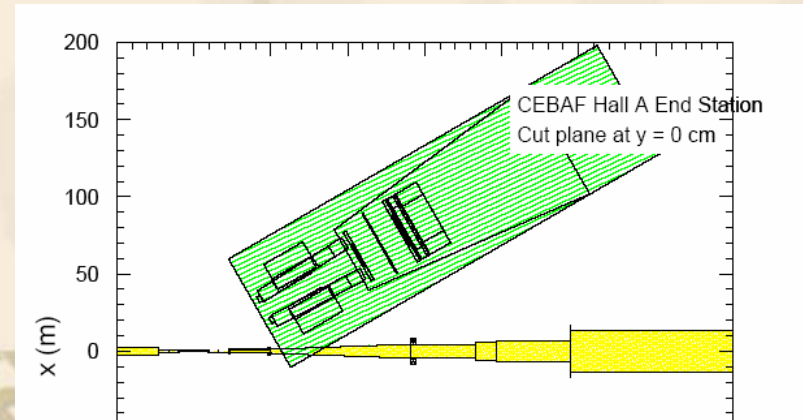 200
CEBAF Hall A End Station
Cut plane at y = 0 cm
150
100
50
0
x (m)